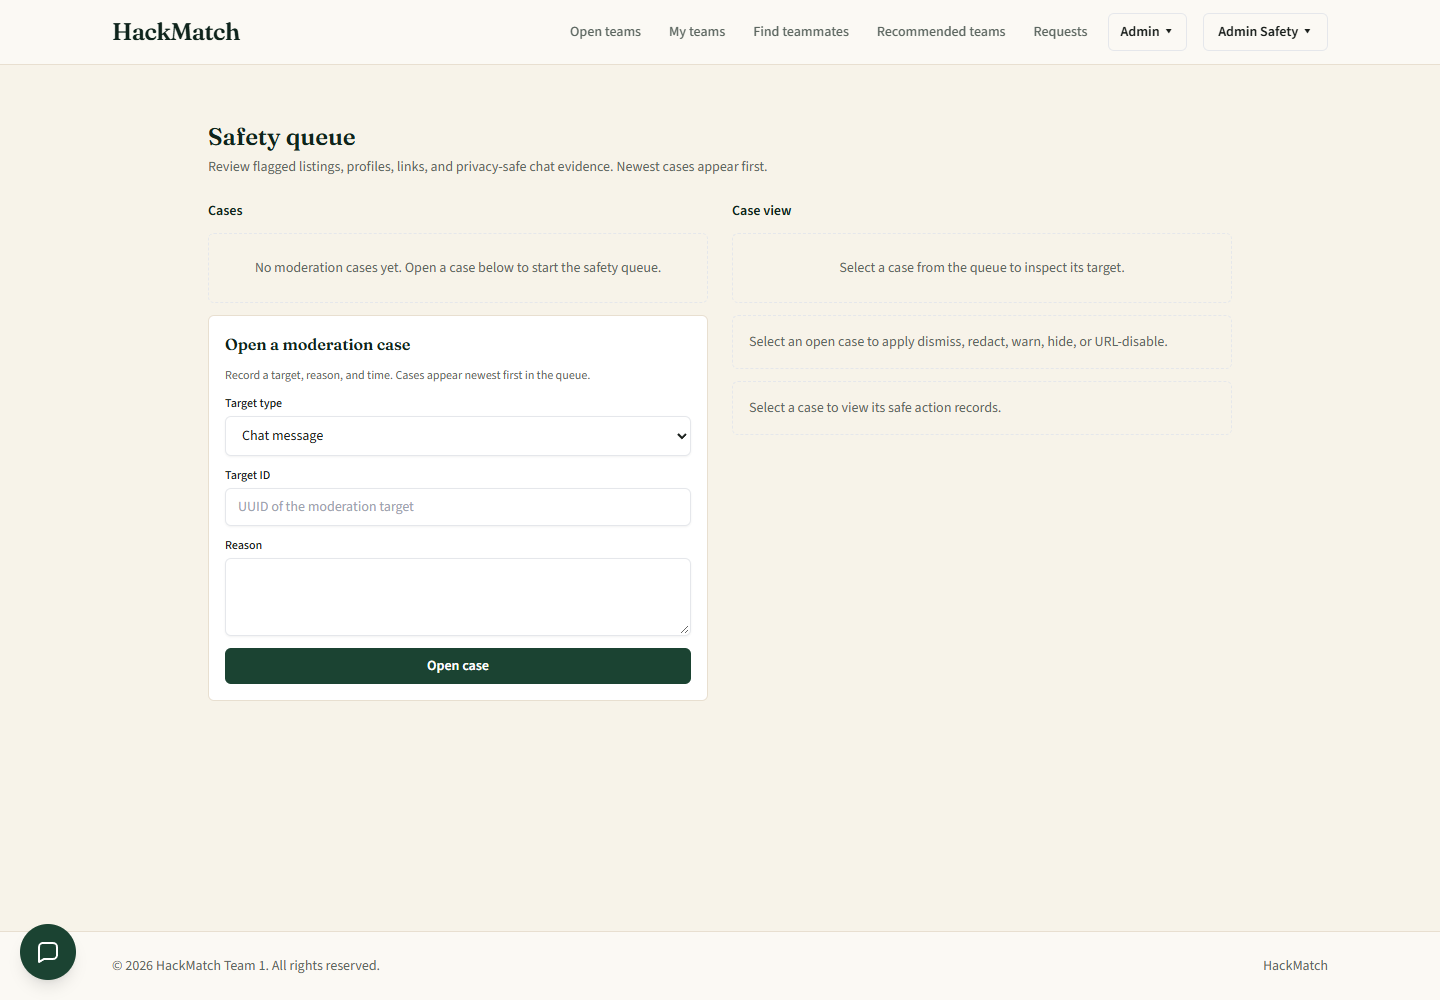 HackMatch
Open teams
My teams
Find teammates
Recommended teams
Requests
Admin ▾
Admin Safety ▾
Safety queue
Review flagged listings, profiles, links, and privacy-safe chat evidence. Newest cases appear first.
Cases
No moderation cases yet. Open a case below to start the safety queue.
Open a moderation case
Record a target, reason, and time. Cases appear newest first in the queue.
Target type
Chat message
Target ID
UUID of the moderation target
Reason
Open case
Case view
Select a case from the queue to inspect its target.
Select an open case to apply dismiss, redact, warn, hide, or URL-disable.
Select a case to view its safe action records.
© 2026 HackMatch Team 1. All rights reserved.
HackMatch